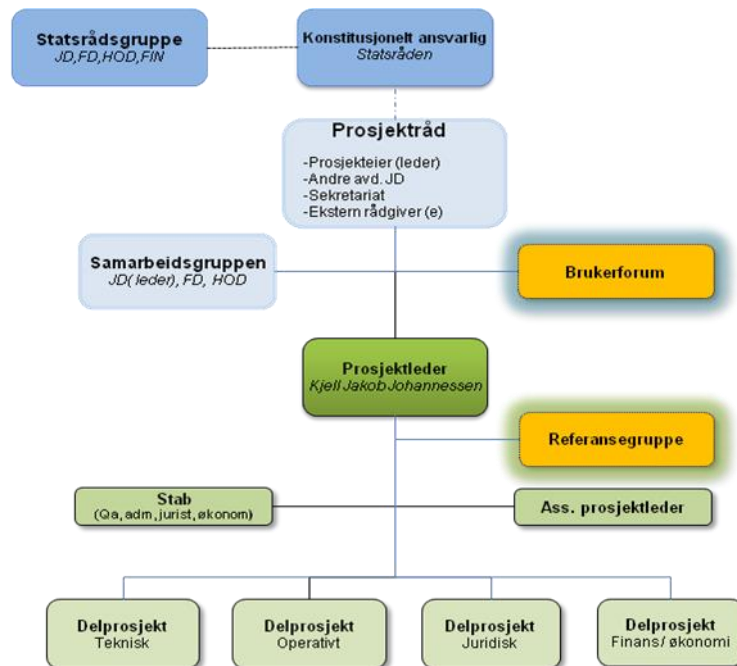 Statsrådsgruppe
JD,FD,HOD,FIN
Konstitusjonelt ansvarlig
Statsråden
Prosjektråd
-Prosjekteier (leder)
-Andre avd. JD
-Sekretariat
-Ekstern rådgiver (e)
Samarbeidsgruppen
JD( leder), FD, HOD
Brukerforum
Prosjektleder
Kjell Jakob Johannessen
Referansegruppe
Stab
(Qa, adm, jurist, økonom)
Ass. prosjektleder
Delprosjekt
Teknisk
Delprosjekt
Operativt
Delprosjekt
Juridisk
Delprosjekt
Finans/ økonomi